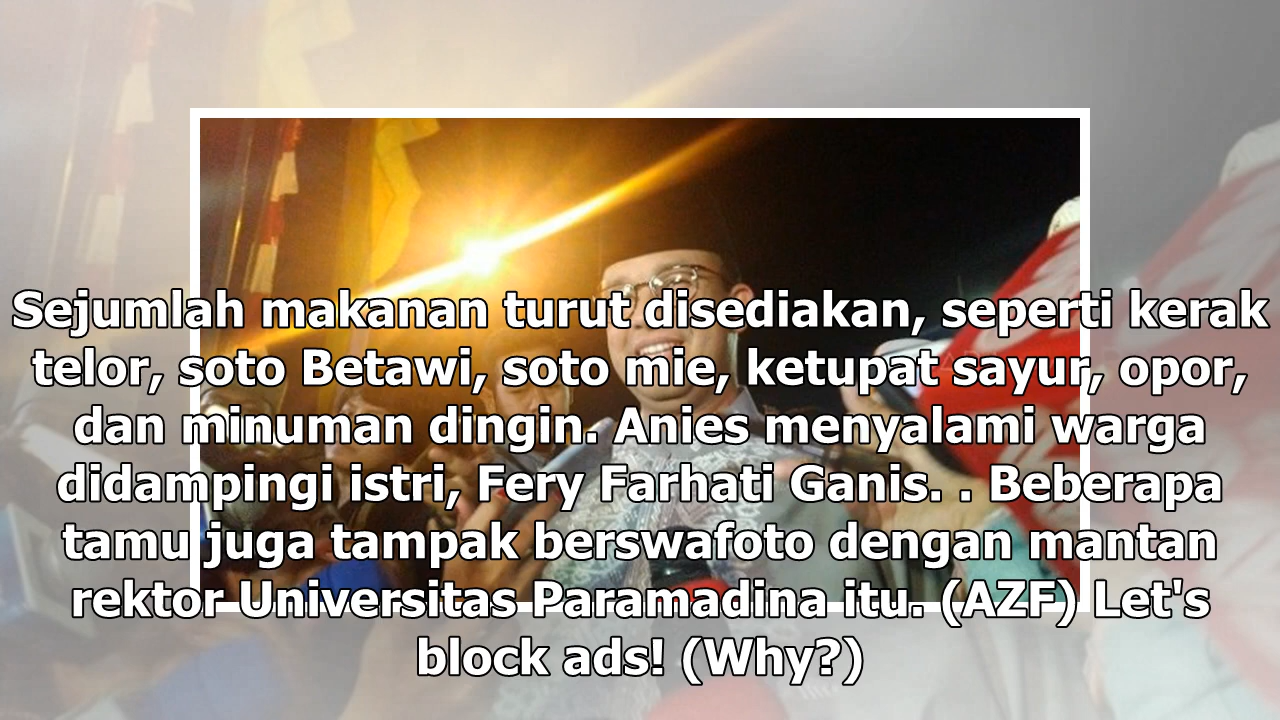 Sejumlah makanan turut disediakan, seperti kerak
telor, soto Betawi, soto mie, ketupat sayur, opor,
dan minuman dingin. Anies menyalami warga
didampingi istri, Fery Farhati Ganis. . Beberapa
tamu juga tampak berswafoto dengan mantan
rektor Universitas Paramadina itu. (AZF) Let's
block ads! (Why?)